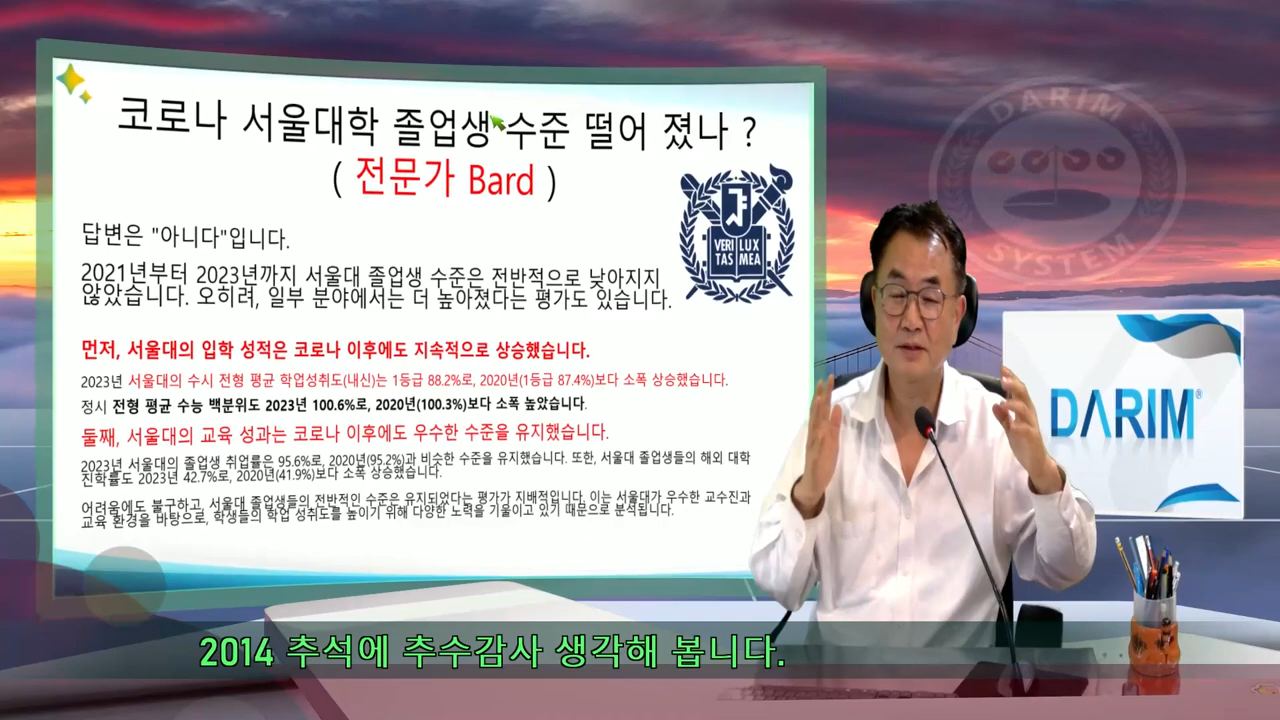 코로나 서울대학 졸업생 수준 떨어 졌나 ?
( 전문가 Bard )
답변은 "아니다"입니다.
2021년부터 2023년까지 서울대 졸업생 수준은 전반적으로 낮아지지
않았습니다. 오히려, 일부 분야에서는 더 높아졌다는 평가도 있습니다.
VERI LUX
TAS MEA
먼저, 서울대의 입학 성적은 코로나 이후에도 지속적으로 상승했습니다.
2023년 서울대의 수시 전형 평균 학업성취도(내신)는 1등급 88.2%로, 2020년(1등급 87.4%)보다 소폭 상승했습니다.
정시 전형 평균 수능 백분위도 2023년 100.6%로, 2020년(100.3%)보다 소폭 높았습니다.
둘째, 서울대의 교육 성과는 코로나 이후에도 우수한 수준을 유지했습니다.
2023년 서울대의 졸업생 취업률은 95.6%로, 2020년(95.2%)과 비슷한 수준을 유지했습니다. 또한, 서울대 졸업생들의 해외 대학
진학률도 2023년 42.7%로, 2020년(41.9%)보다 소폭 상승했습니다.
어려움에도 불구하고, 서울대 졸업생들의 전반적인 수준은 유지되었다는 평가가 지배적입니다. 이는 서울대가 우수한 교수진과
교육 환경을 바탕으로, 학생들의 학업 성취도를 높이기 위해 다양한 노력을 기울이고 있기 때문으로 분석됩니다.
DARIM
SYSTEM
DARIM®
2014 추석에 추수감사 생각해 봅니다.